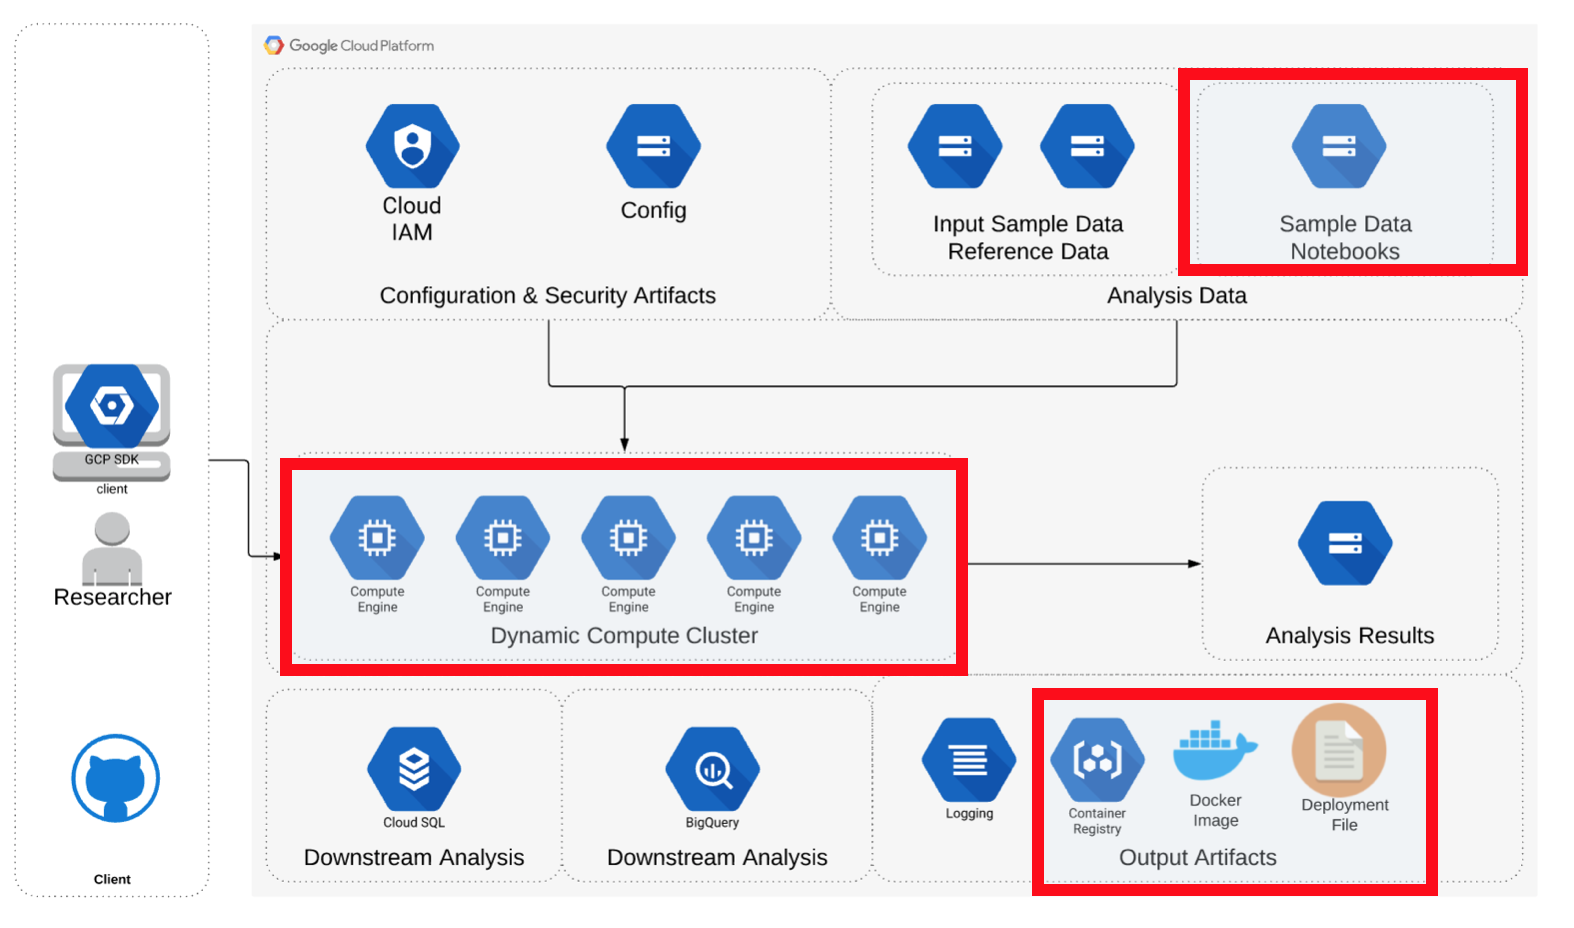 Google Cloud Platform
Cloud
IAM
Config
Configuration & Security Artifacts
Input Sample Data
Reference Data
Sample Data
Notebooks
Analysis Data
GCP SDK
client
Researcher
Client
Compute
Engine
Compute
Engine
Compute
Engine
Compute
Engine
Compute
Engine
Dynamic Compute Cluster
Analysis Results
Cloud SQL
Downstream Analysis
BigQuery
Downstream Analysis
Logging
Container
Registry
Docker
Image
Deployment
File
Output Artifacts